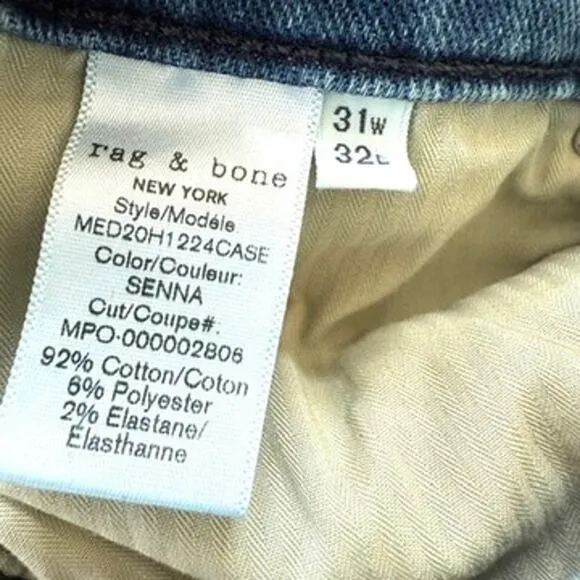 rag & bone
NEW YORK
Style/Modéle
MED20H1224CASE
Color/Couleur:
SENNA
Cut/Coupe#:
MPO-000002806
92% Cotton/Coton
6% Polyester
2% Elastane/
Élasthanne
31W
32L